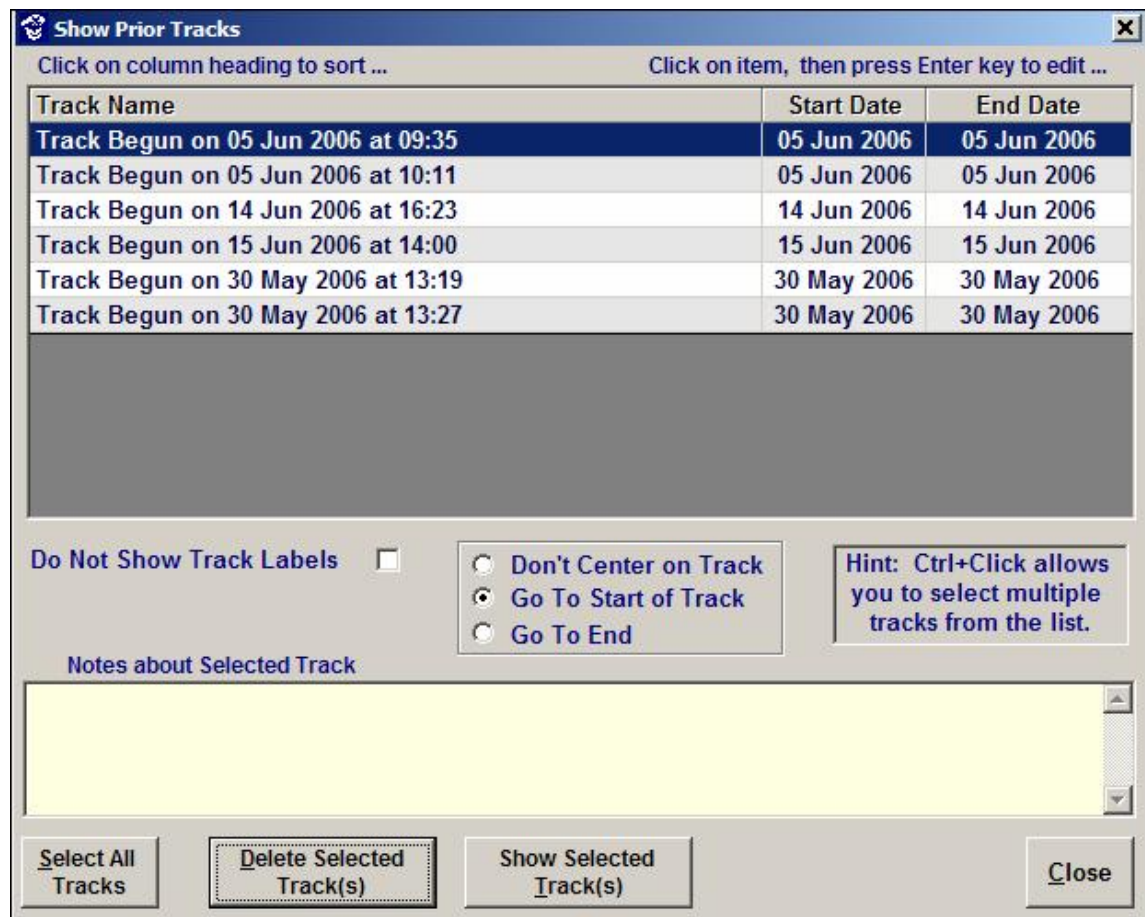 Show Prior Tracks
Click on column heading to sort ... Click on item, then press Enter key to edit ...
Track Name Start Date End Date
Track Begun on 05 Jun 2006 at 09:35 05 Jun 2006 05 Jun 2006
Track Begun on 05 Jun 2006 at 10:11 05 Jun 2006 05 Jun 2006
Track Begun on 14 Jun 2006 at 16:23 14 Jun 2006 14 Jun 2006
Track Begun on 15 Jun 2006 at 14:00 15 Jun 2006 15 Jun 2006
Track Begun on 30 May 2006 at 13:19 30 May 2006 30 May 2006
Track Begun on 30 May 2006 at 13:27 30 May 2006 30 May 2006
Do Not Show Track Labels
Don't Center on Track
Go To Start of Track
Go To End
Hint: Ctrl+Click allows
you to select multiple
tracks from the list.
Notes about Selected Track
Select All
Tracks
Delete Selected
Track(s)
Show Selected
Track(s)
Close